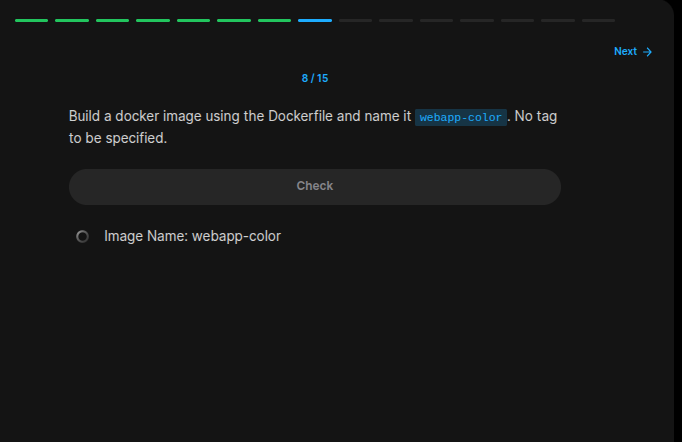 Next →
8 / 15
Build a docker image using the Dockerfile and name it webapp-color. No tag
to be specified.
Check
Image Name: webapp-color